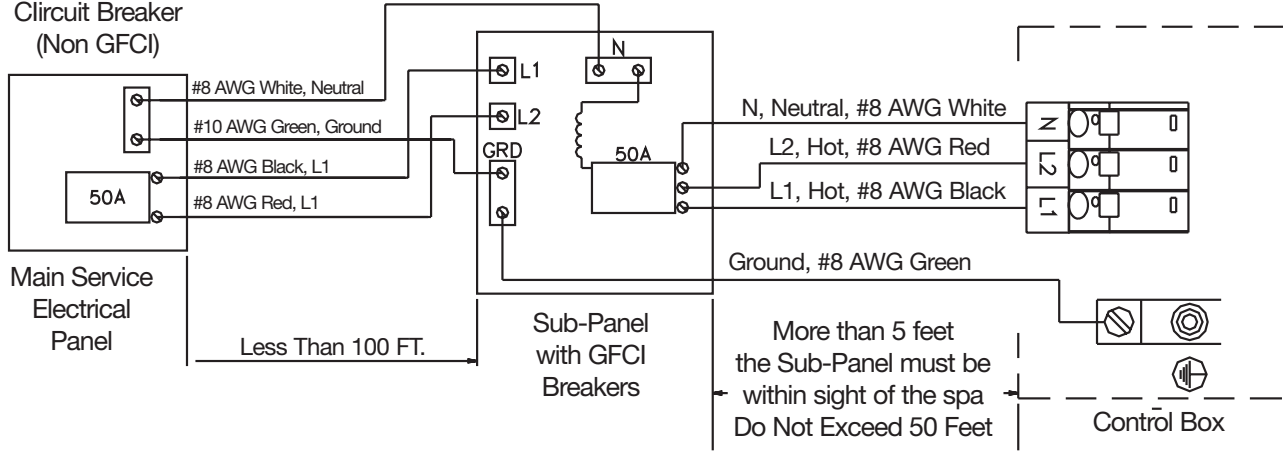 Clircuit Breaker
(Non GFCI)
#8 AWG White, Neutral
#10 AWG Green, Ground
#8 AWG Black, L1
50A
#8 AWG Red, L1
Main Service
Electrical
Panel
Less Than 100 FT.
N
L1
L2
GRD
50A
Sub-Panel
with GFCI
Breakers
N, Neutral, #8 AWG White
L2, Hot, #8 AWG Red
L1, Hot, #8 AWG Black
Ground, #8 AWG Green
More than 5 feet
the Sub-Panel must be
within sight of the spa
Do Not Exceed 50 Feet
N
L2
L1
Control Box